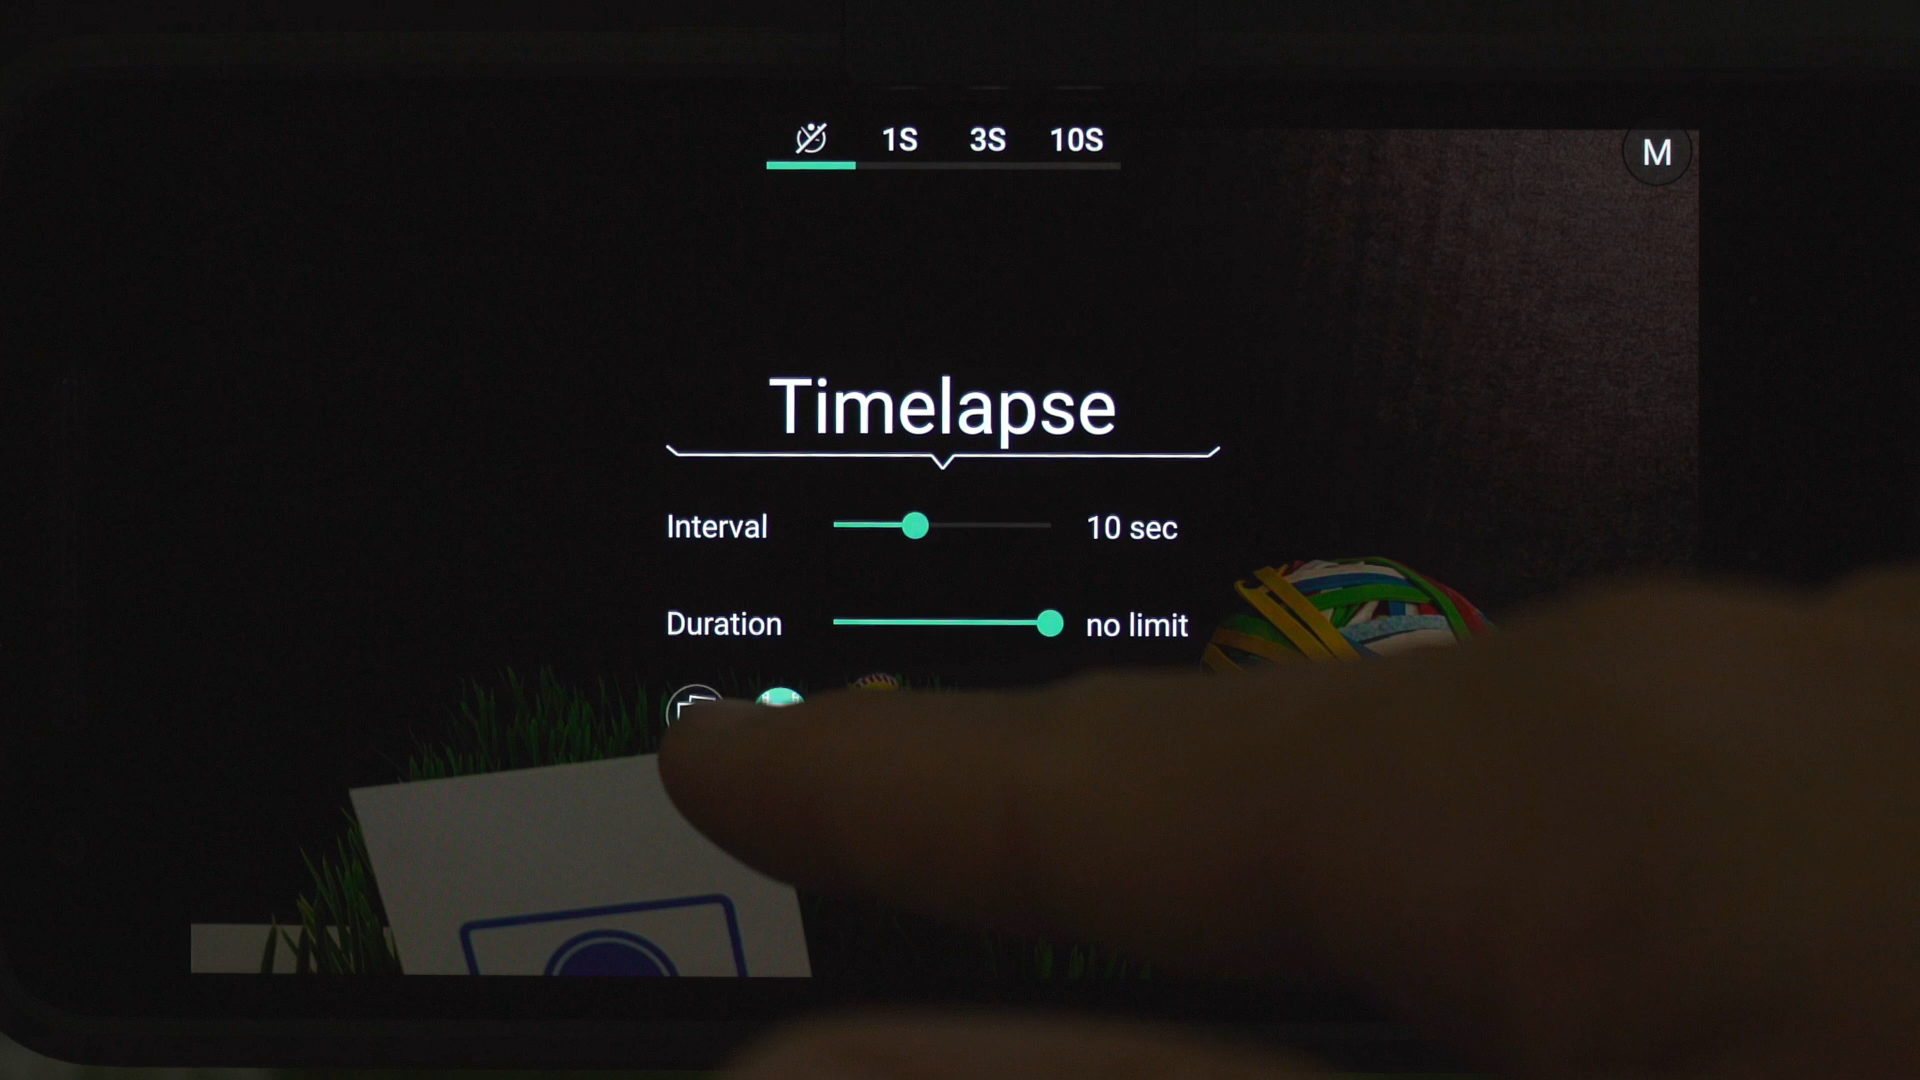 1S 3S 10S
M
Timelapse
Interval 10 sec
Duration no limit